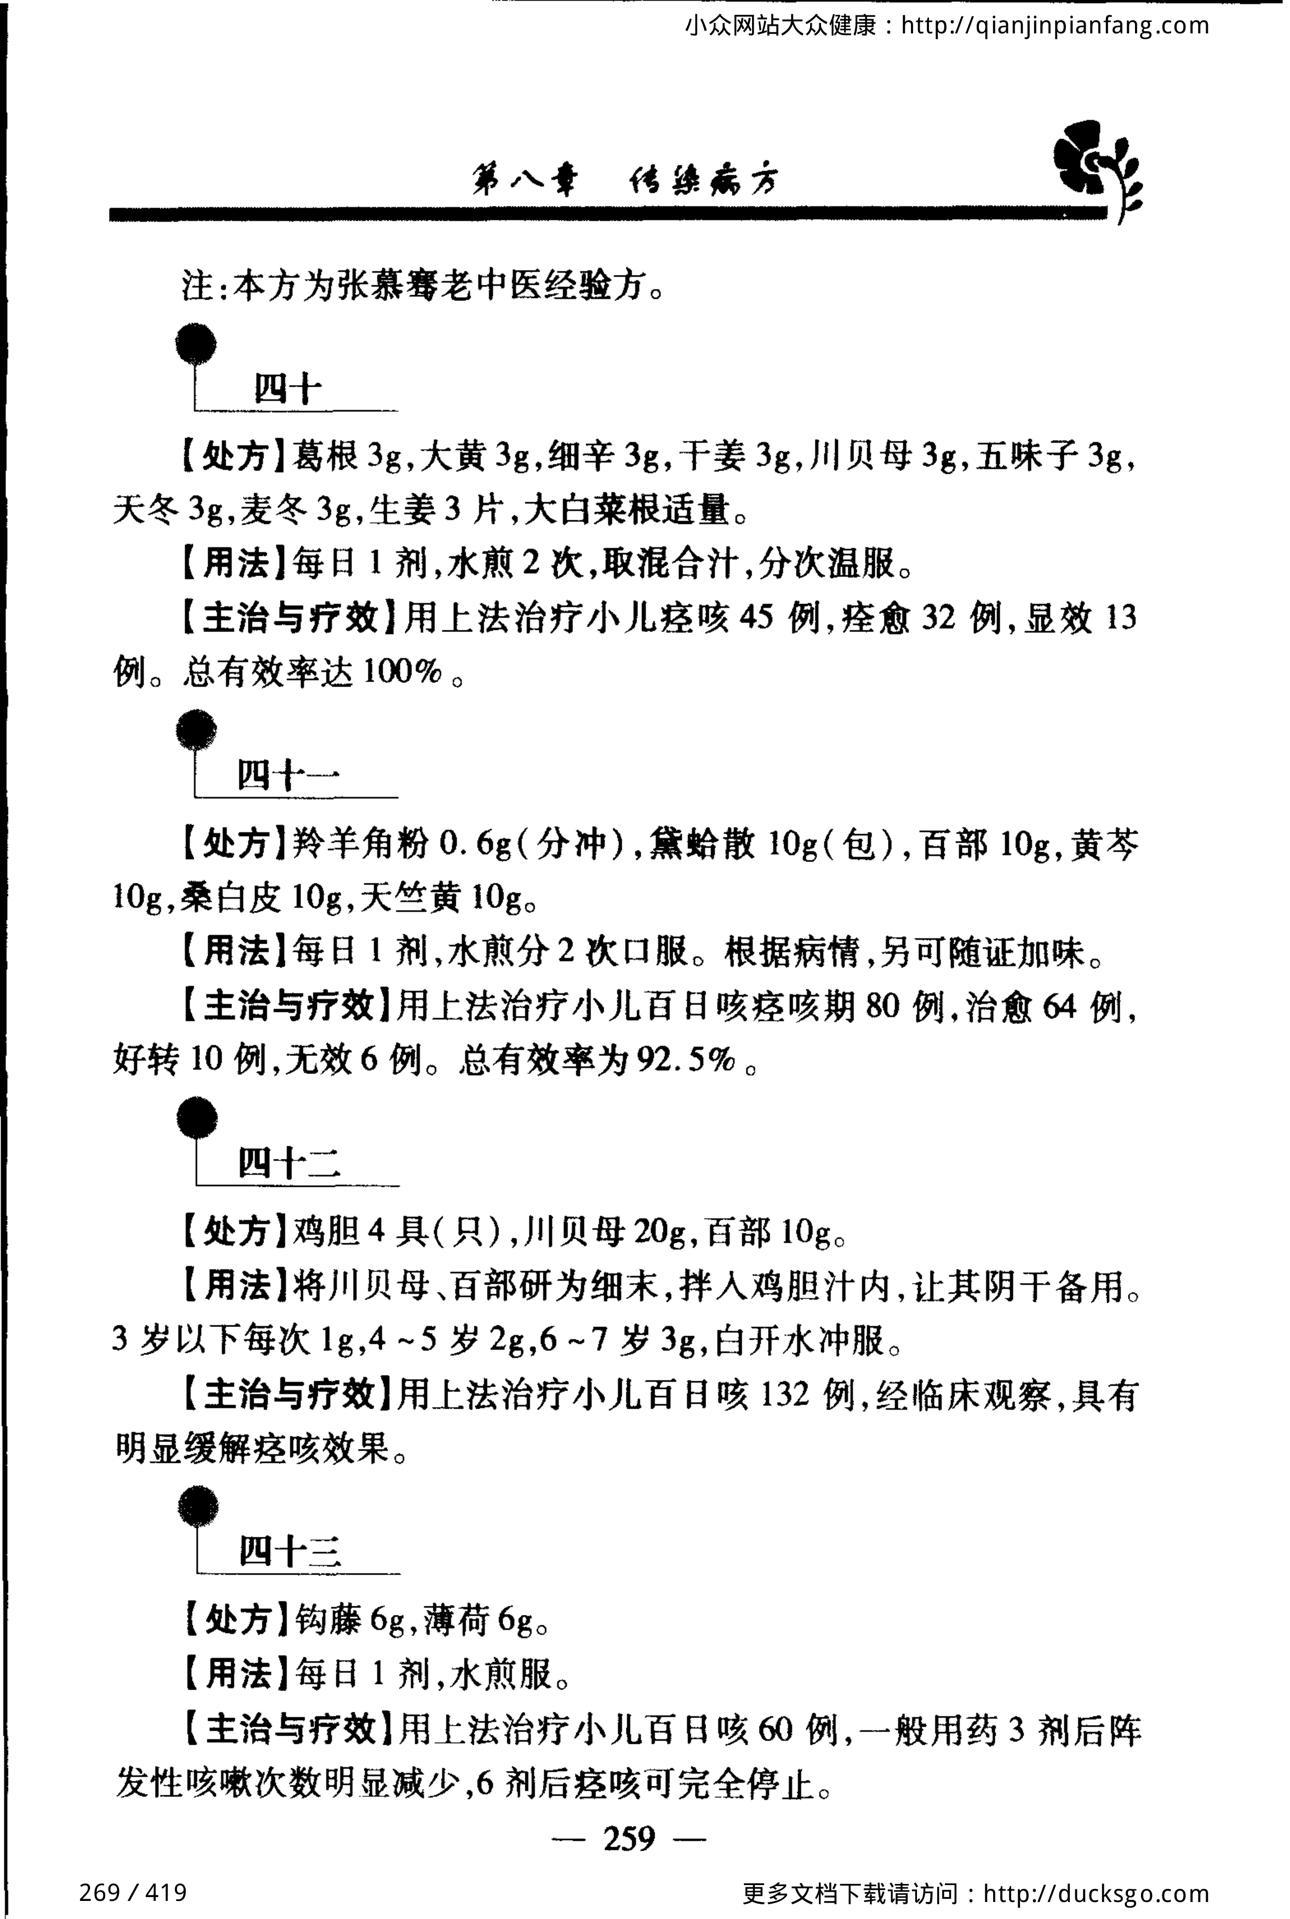 小众网站大众健康：http://qianjinpianfang.com
第八章 传染病方
注:本方为张慕骞老中医经验方。
四十
【处方】葛根 3g,大黄 3g,细辛 3g,干姜 3g,川贝母 3g,五味子 3g,
天冬 3g,麦冬 3g,生姜 3 片,大白菜根适量。
【用法】每日 1 剂,水煎 2 次,取混合汁,分次温服。
【主治与疗效】用上法治疗小儿痉咳 45 例,痊愈 32 例,显效 13
例。总有效率达 100%。
四十一
【处方】羚羊角粉 0.6g(分冲),黛蛤散 10g(包),百部 10g,黄芩
10g,桑白皮 10g,天竺黄 10g。
【用法】每日 1 剂,水煎分 2 次口服。根据病情,另可随证加味。
【主治与疗效】用上法治疗小儿百日咳痉咳期 80 例,治愈 64 例,
好转 10 例,无效 6 例。总有效率为 92.5%。
四十二
【处方】鸡胆 4 具(只),川贝母 20g,百部 10g。
【用法】将川贝母、百部研为细末,拌入鸡胆汁内,让其阴干备用。
3 岁以下每次 1g,4~5 岁 2g,6~7 岁 3g,白开水冲服。
【主治与疗效】用上法治疗小儿百日咳 132 例,经临床观察,具有
明显缓解痉咳效果。
四十三
【处方】钩藤 6g,薄荷 6g。
【用法】每日 1 剂,水煎服。
【主治与疗效】用上法治疗小儿百日咳 60 例,一般用药 3 剂后阵
发性咳嗽次数明显减少,6 剂后痉咳可完全停止。
— 259 —
269 / 419
更多文档下载请访问：http://ducksgo.com